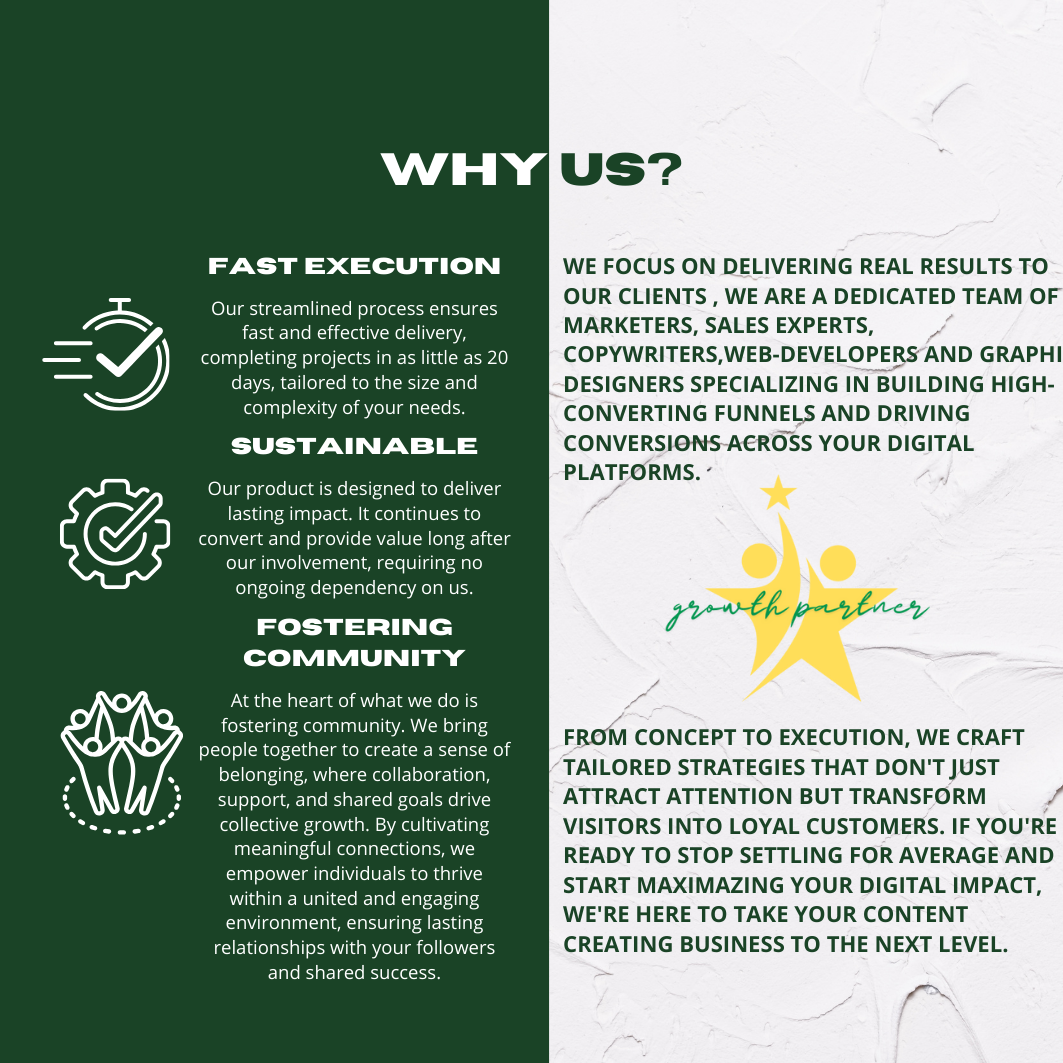 WHY US?
FAST EXECUTION
Our streamlined process ensures
fast and effective delivery,
completing projects in as little as 20
days, tailored to the size and
complexity of your needs.
SUSTAINABLE
Our product is designed to deliver
lasting impact. It continues to
convert and provide value long after
our involvement, requiring no
ongoing dependency on us.
FOSTERING
COMMUNITY
At the heart of what we do is
fostering community. We bring
people together to create a sense of
belonging, where collaboration,
support, and shared goals drive
collective growth. By cultivating
meaningful connections, we
empower individuals to thrive
within a united and engaging
environment, ensuring lasting
relationships with your followers
and shared success.
WE FOCUS ON DELIVERING REAL RESULTS TO
OUR CLIENTS , WE ARE A DEDICATED TEAM OF
MARKETERS, SALES EXPERTS,
COPYWRITERS,WEB-DEVELOPERS AND GRAPHI
DESIGNERS SPECIALIZING IN BUILDING HIGH-
CONVERTING FUNNELS AND DRIVING
CONVERSIONS ACROSS YOUR DIGITAL
PLATFORMS.
growth partner
FROM CONCEPT TO EXECUTION, WE CRAFT
TAILORED STRATEGIES THAT DON'T JUST
ATTRACT ATTENTION BUT TRANSFORM
VISITORS INTO LOYAL CUSTOMERS. IF YOU'RE
READY TO STOP SETTLING FOR AVERAGE AND
START MAXIMAZING YOUR DIGITAL IMPACT,
WE'RE HERE TO TAKE YOUR CONTENT
CREATING BUSINESS TO THE NEXT LEVEL.